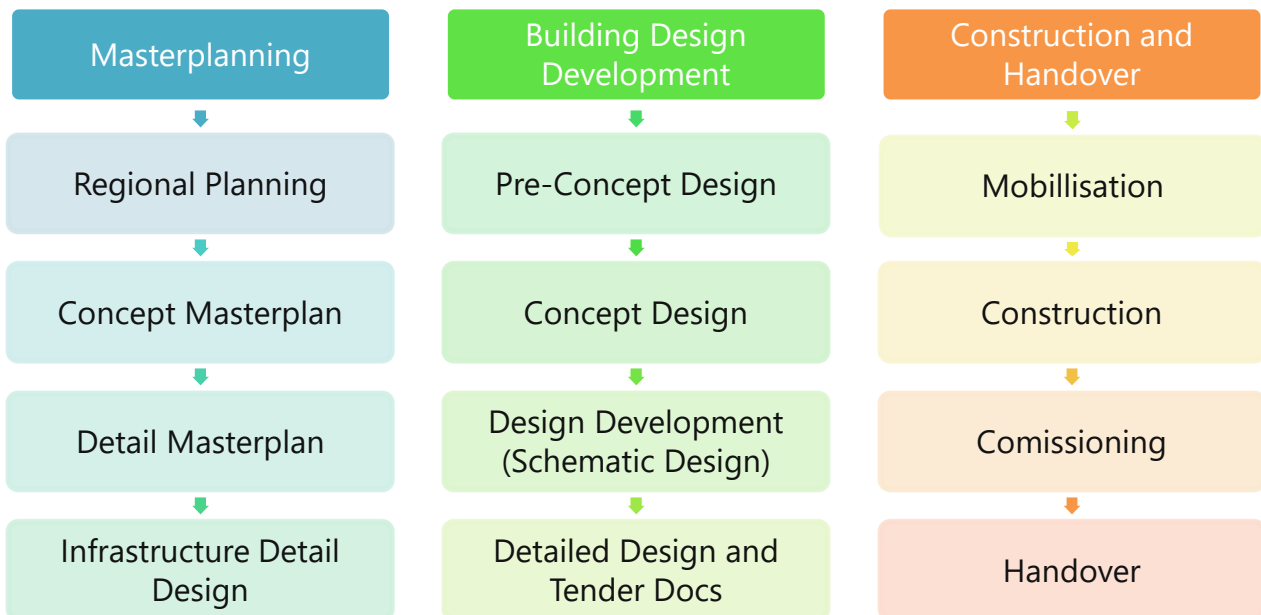 Masterplanning
Regional Planning
Concept Masterplan
Detail Masterplan
Infrastructure Detail
Design
Building Design
Development
Pre-Concept Design
Concept Design
Design Development
(Schematic Design)
Detailed Design and
Tender Docs
Construction and
Handover
Mobillisation
Construction
Comissioning
Handover